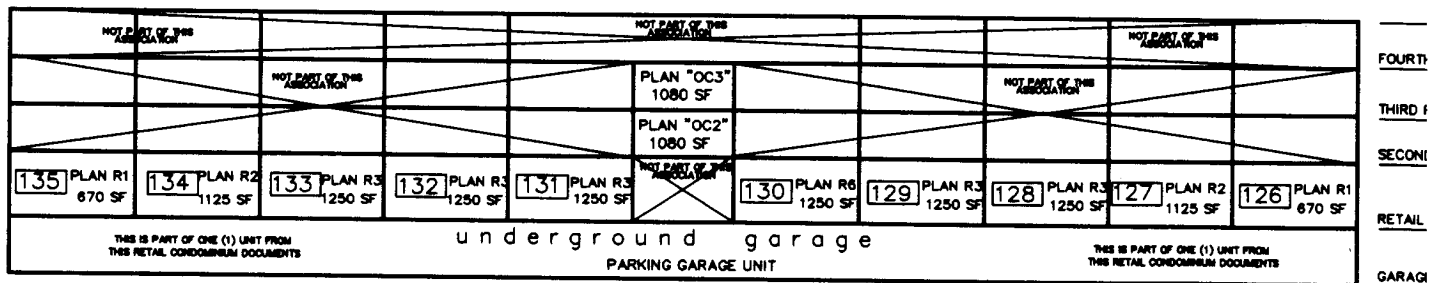 NOT PART OF THIS
ASSOCIATION
NOT PART OF THIS
ASSOCIATION
NOT PART OF THIS
ASSOCIATION
FOURTH
NOT PART OF THIS
ASSOCIATION
PLAN "OC3"
1080 SF
NOT PART OF THIS
ASSOCIATION
THIRD
PLAN "OC2"
1080 SF
SECOND
NOT PART OF THIS
ASSOCIATION
135 PLAN R1
670 SF
134 PLAN R2
1125 SF
133 PLAN R3
1250 SF
132 PLAN R3
1250 SF
131 PLAN R3
1250 SF
130 PLAN R6
1250 SF
129 PLAN R3
1250 SF
128 PLAN R3
1250 SF
127 PLAN R2
1125 SF
126 PLAN R1
670 SF
RETAIL
THIS IS PART OF ONE (1) UNIT FROM
THIS RETAIL CONDOMINIUM DOCUMENTS
underground garage
PARKING GARAGE UNIT
THIS IS PART OF ONE (1) UNIT FROM
THIS RETAIL CONDOMINIUM DOCUMENTS
GARAGE